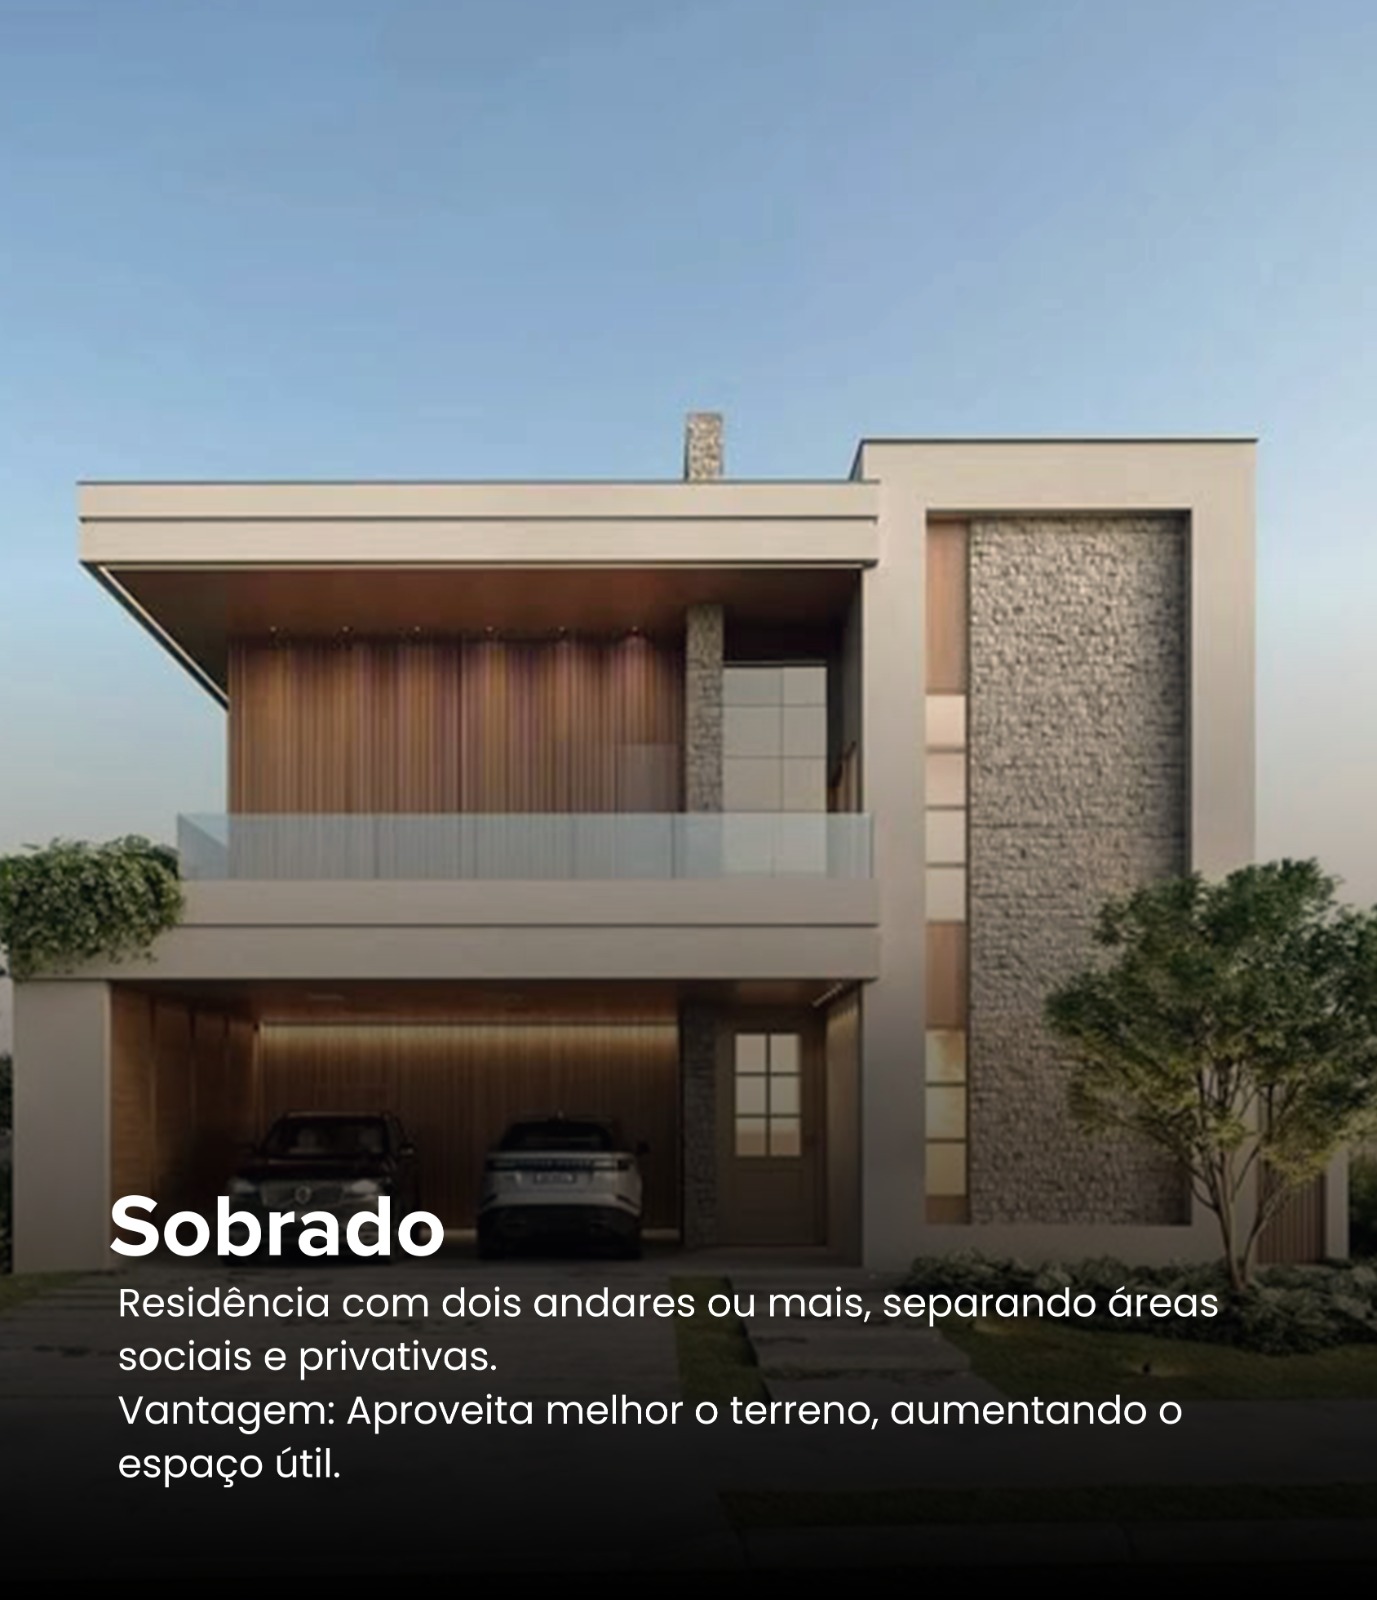 Sobrado
Residência com dois andares ou mais, separando áreas
sociais e privativas.
Vantagem: Aproveita melhor o terreno, aumentando o
espaço útil.